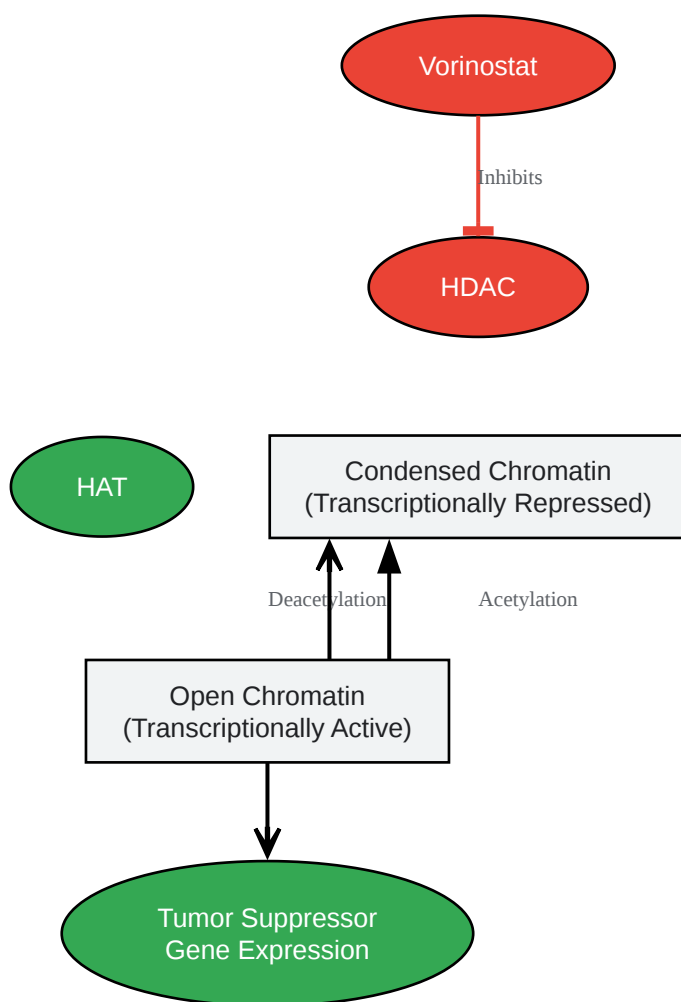 Vorinostat
Inhibits
HDAC
HAT
Condensed Chromatin
(Transcriptionally Repressed)
Deacetylation
Acetylation
Open Chromatin
(Transcriptionally Active)
Tumor Suppressor
Gene Expression